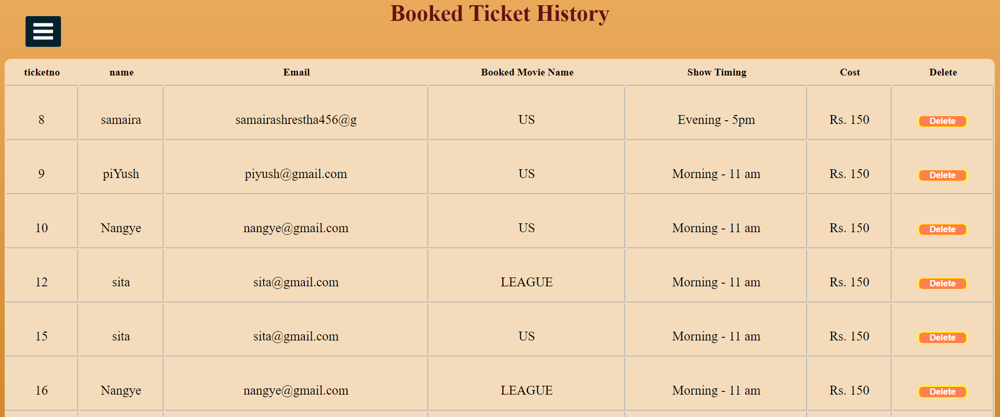 Booked Ticket History
ticketno name Email Booked Movie Name Show Timing Cost Delete
8 samaira samairashrestha456@g US Evening - 5pm Rs. 150 Delete
9 piYush piyush@gmail.com US Morning - 11 am Rs. 150 Delete
10 Nangye nangye@gmail.com US Morning - 11 am Rs. 150 Delete
12 sita sita@gmail.com LEAGUE Morning - 11 am Rs. 150 Delete
15 sita sita@gmail.com US Morning - 11 am Rs. 150 Delete
16 Nangye nangye@gmail.com LEAGUE Morning - 11 am Rs. 150 Delete